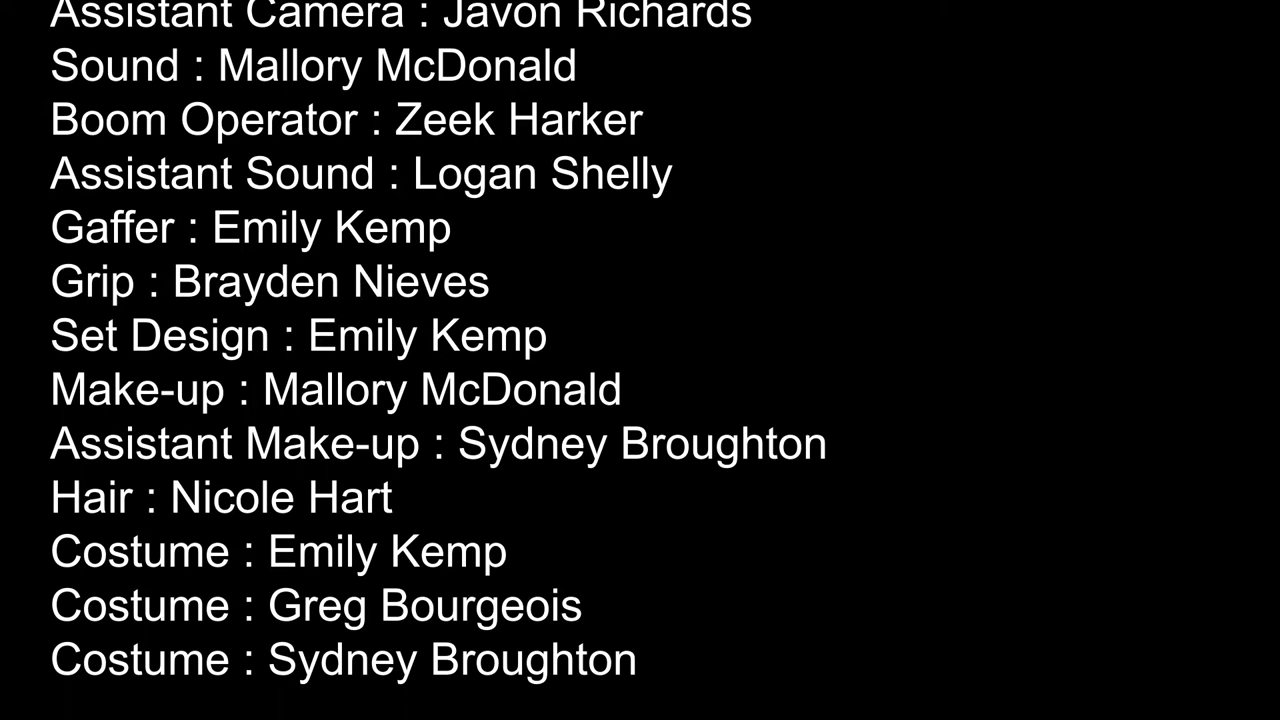 Assistant Camera : Javon Richards
Sound : Mallory McDonald
Boom Operator : Zeek Harker
Assistant Sound : Logan Shelly
Gaffer : Emily Kemp
Grip : Brayden Nieves
Set Design : Emily Kemp
Make-up : Mallory McDonald
Assistant Make-up : Sydney Broughton
Hair : Nicole Hart
Costume : Emily Kemp
Costume : Greg Bourgeois
Costume : Sydney Broughton